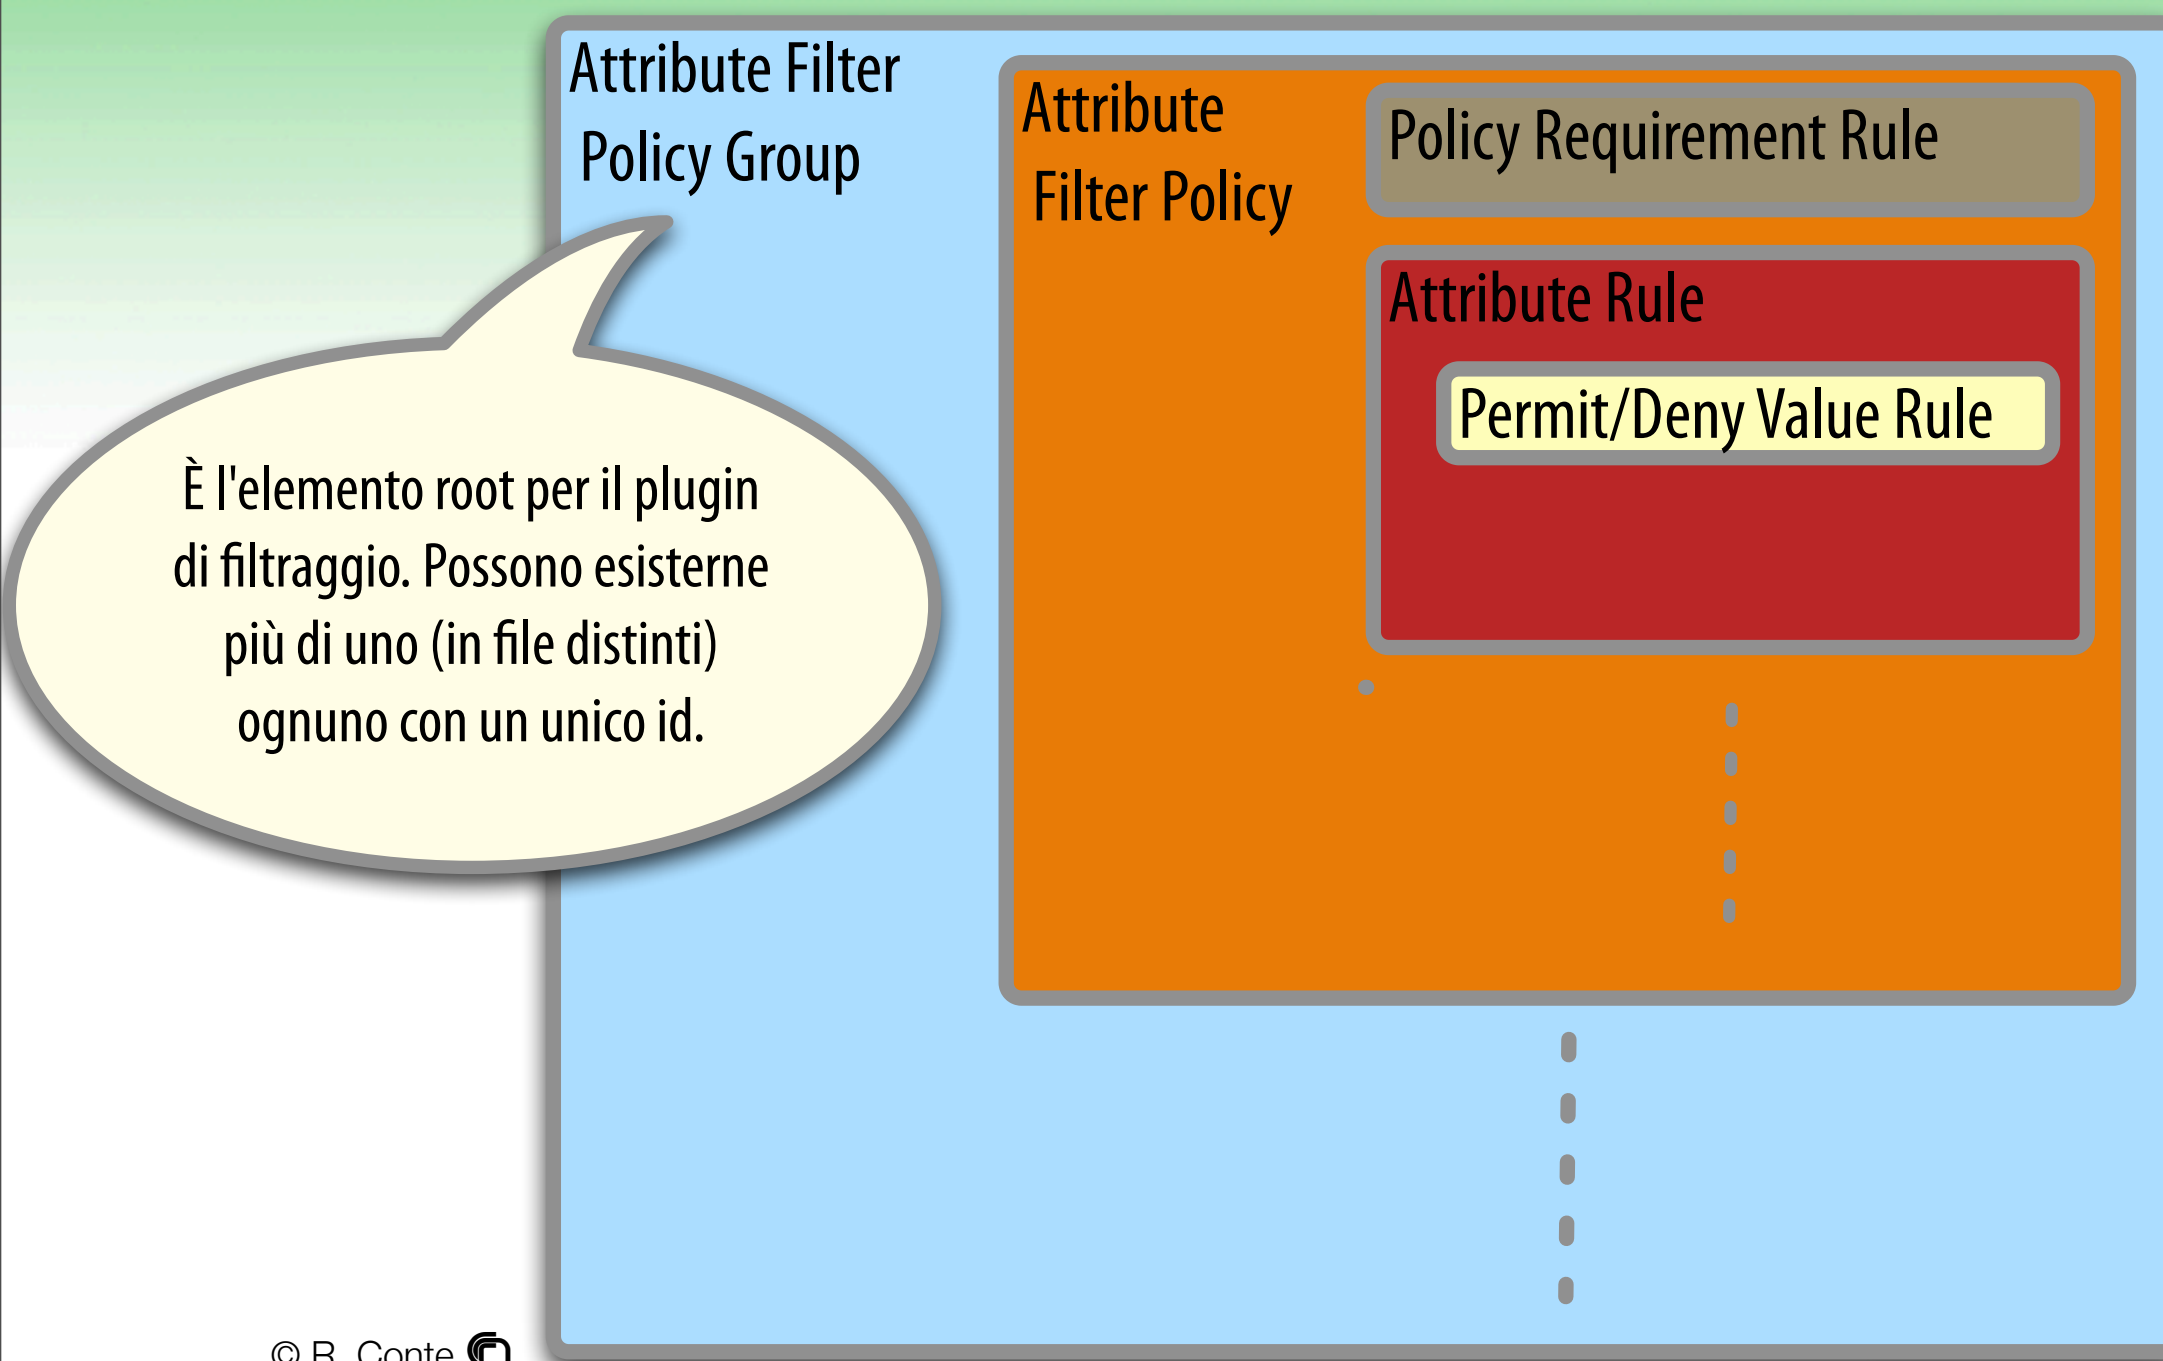 Attribute Filter
Policy Group
Attribute
Filter Policy
Policy Requirement Rule
Attribute Rule
Permit/Deny Value Rule
È l'elemento root per il plugin
di filtraggio. Possono esisterne
più di uno (in file distinti)
ognuno con un unico id.
© R. Conte